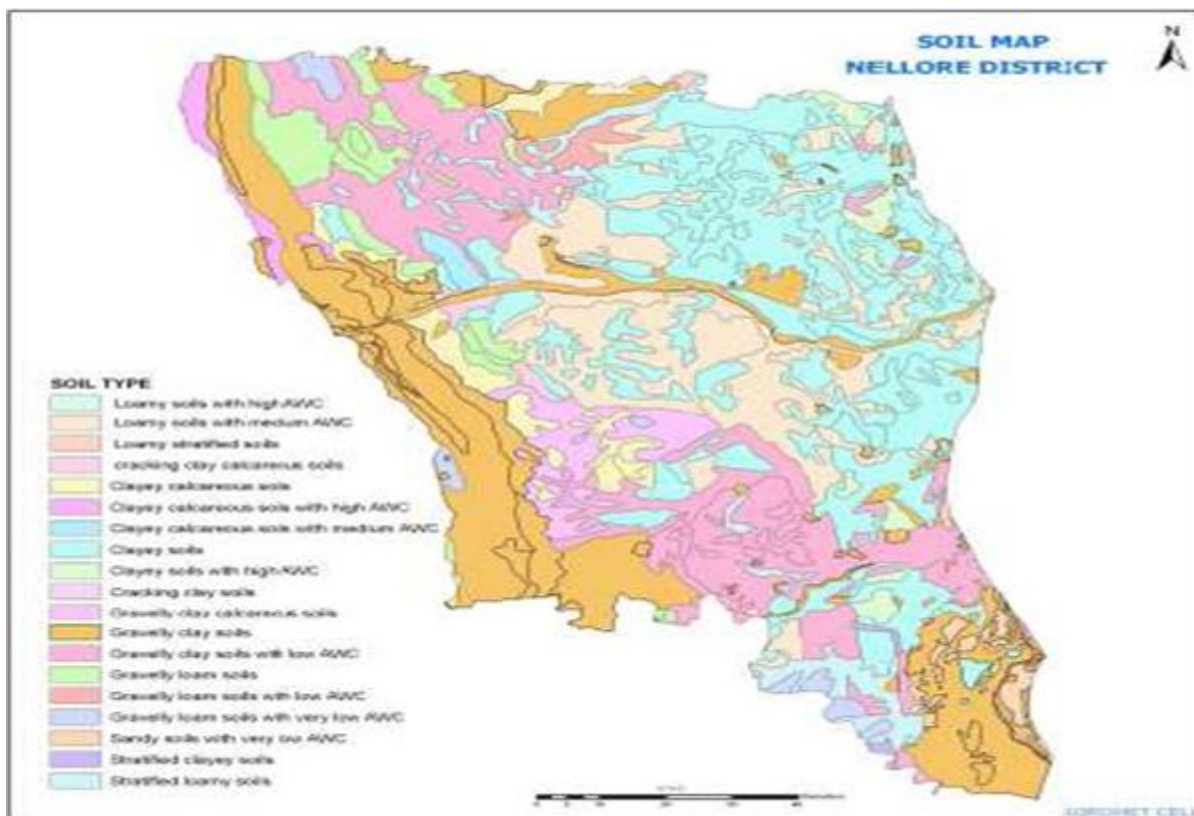 SOIL MAP
NELLORE DISTRICT
N
SOIL TYPE
Loamy soils with high AWC
Loamy soils with medium AWC
Loamy stratified soils
cracking clay calcareous soils
Clayey calcareous soils
Clayey calcareous soils with high AWC
Clayey calcareous soils with medium AWC
Clayey soils
Clayey soils with high AWC
Cracking clay soils
Gravelly clay calcareous soils
Gravelly clay soils
Gravelly clay soils with low AWC
Gravelly loam soils
Gravelly loam soils with low AWC
Gravelly loam soils with very low AWC
Sandy soils with very low AWC
Stratified clayey soils
Stratified loamy soils
AGROMET CELL